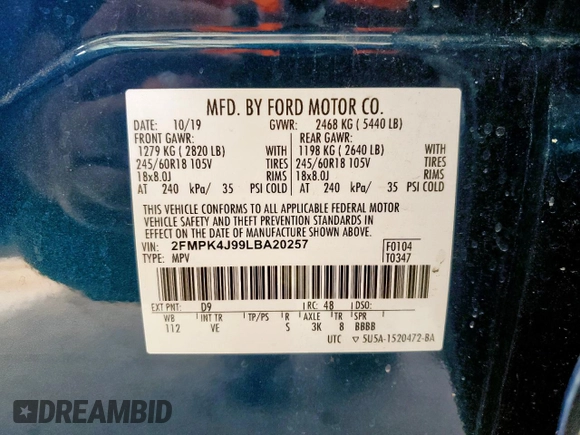 MFD. BY FORD MOTOR CO.
DATE: 10/19 GVWR: 2468 KG ( 5440 LB)
FRONT GAWR: REAR GAWR:
1279 KG ( 2820 LB) WITH 1198 KG ( 2640 LB) WITH
245/60R18 105V TIRES 245/60R18 105V TIRES
18x8.0J RIMS 18x8.0J RIMS
AT 240 kPa/ 35 PSI COLD AT 240 kPa/ 35 PSI COLD
THIS VEHICLE CONFORMS TO ALL APPLICABLE FEDERAL MOTOR
VEHICLE SAFETY AND THEFT PREVENTION STANDARDS IN
EFFECT ON THE DATE OF MANUFACTURE SHOWN ABOVE.
VIN: 2FMPK4J99LBA20257 F0104
TYPE: MPV T0347
EXT PNT: D9 RC: 48 DSO:
WB INT TR TP/PS R AXLE TR SPR
112 VE S 3K 8 BBBB
UTC ▽ 5U5A-1520472-BA
DREAMBID